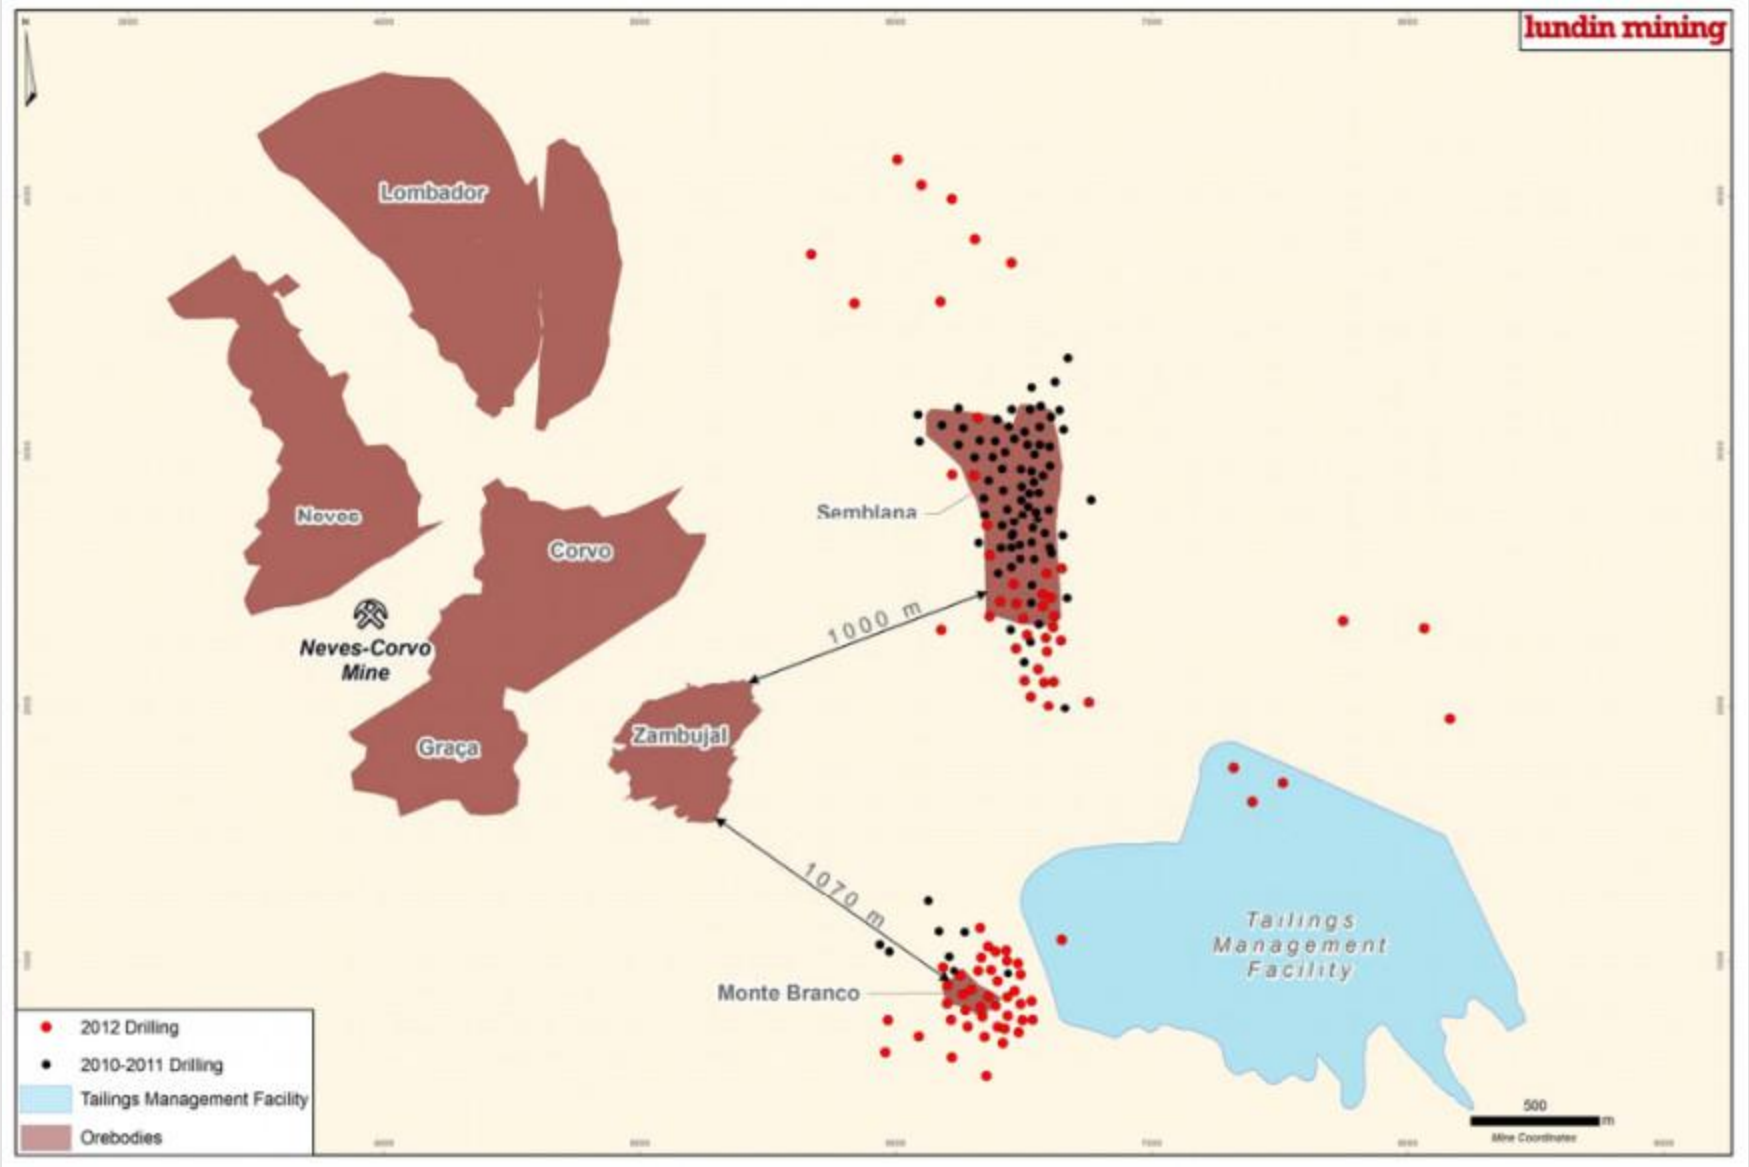 lundin mining
Lombador
Neves
Corvo
Semblana
1000 m
Neves-Corvo
Mine
Graça
Zambujal
1070 m
Tailings
Management
Facility
Monte Branco
2012 Drilling
2010-2011 Drilling
Tailings Management Facility
Orebodies
500
m
Mine Coordinates